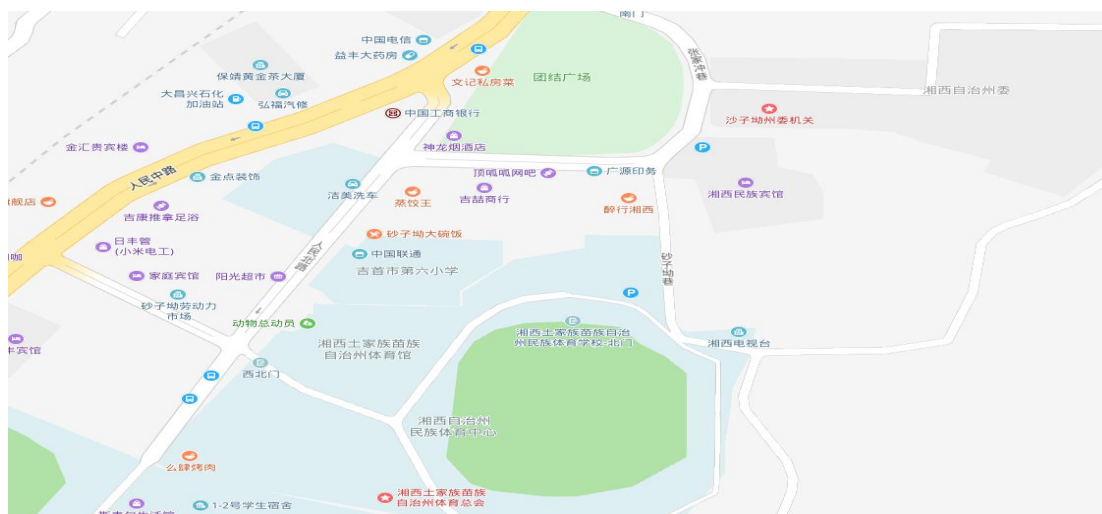 南门
中国电信
益丰大药房
张家冲巷
保靖黄金茶大厦
文记私房菜
团结广场
湘西自治州委
大昌兴石化
加油站
弘福汽修
中国工商银行
沙子坳州委机关
金汇贵宾楼
神龙烟酒店
P
人民中路
金点装饰
洁美洗车
蒸饺王
顶呱呱网吧
吉喆商行
广源印务
湘西民族宾馆
醉行湘西
吉康推拿足浴
砂子坳大碗饭
日丰管
(小米电工)
中国联通
人民北路
吉首市第六小学
砂子坳巷
家庭宾馆
阳光超市
P
砂子坳劳动力
市场
动物总动员
湘西土家族苗族自治
州民族体育学校-北门
湘西电视台
湘西土家族苗族
自治州体育馆
丰宾馆
西北门
湘西自治州
民族体育中心
么肆烤肉
湘西土家族苗族
自治州体育总会
1-2号学生宿舍